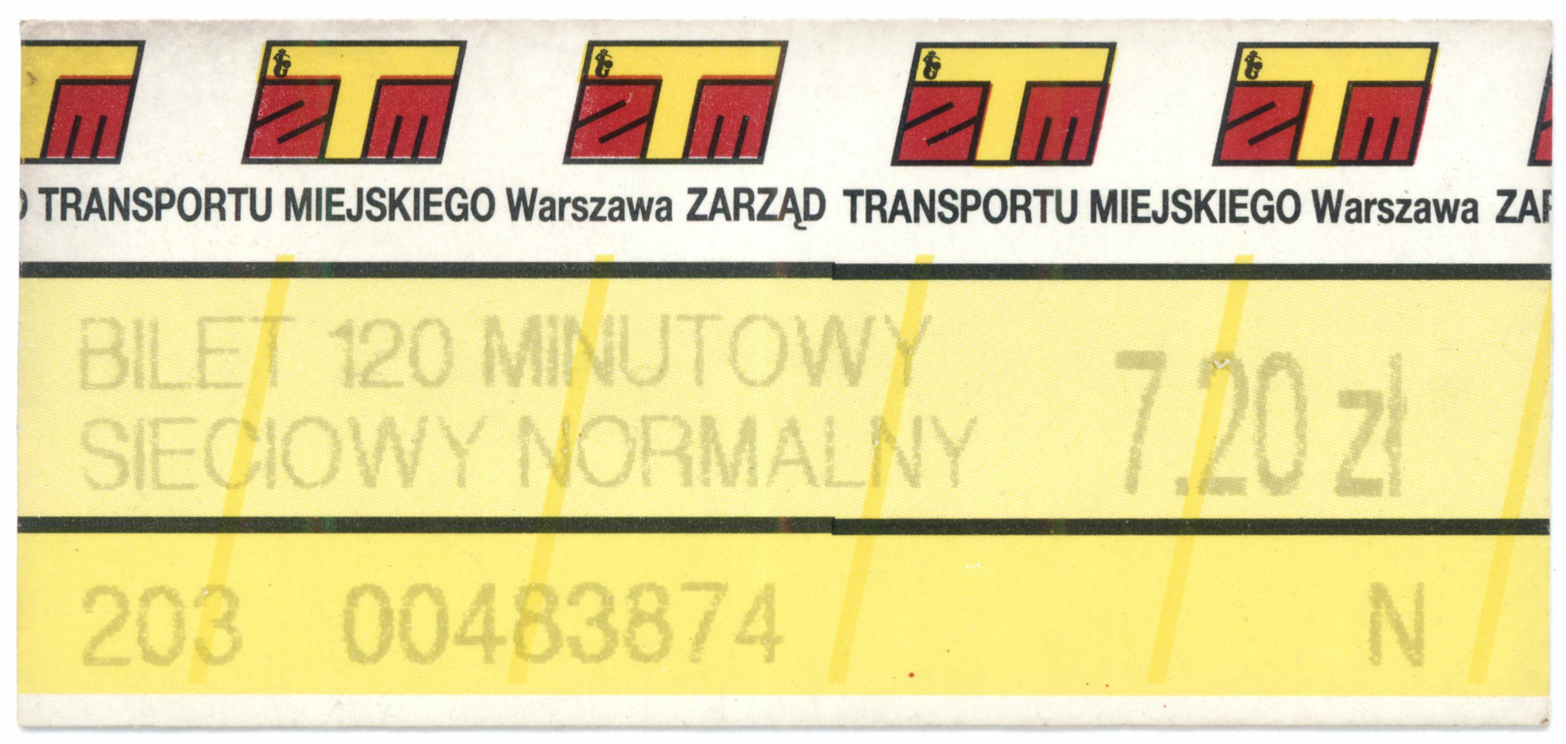 ZTM ZTM ZTM ZTM
TRANSPORTU MIEJSKIEGO Warszawa ZARZĄD TRANSPORTU MIEJSKIEGO Warszawa ZAR
BILET 120 MINUTOWY
SIECIOWY NORMALNY
7.20 zł
203 00483874 N